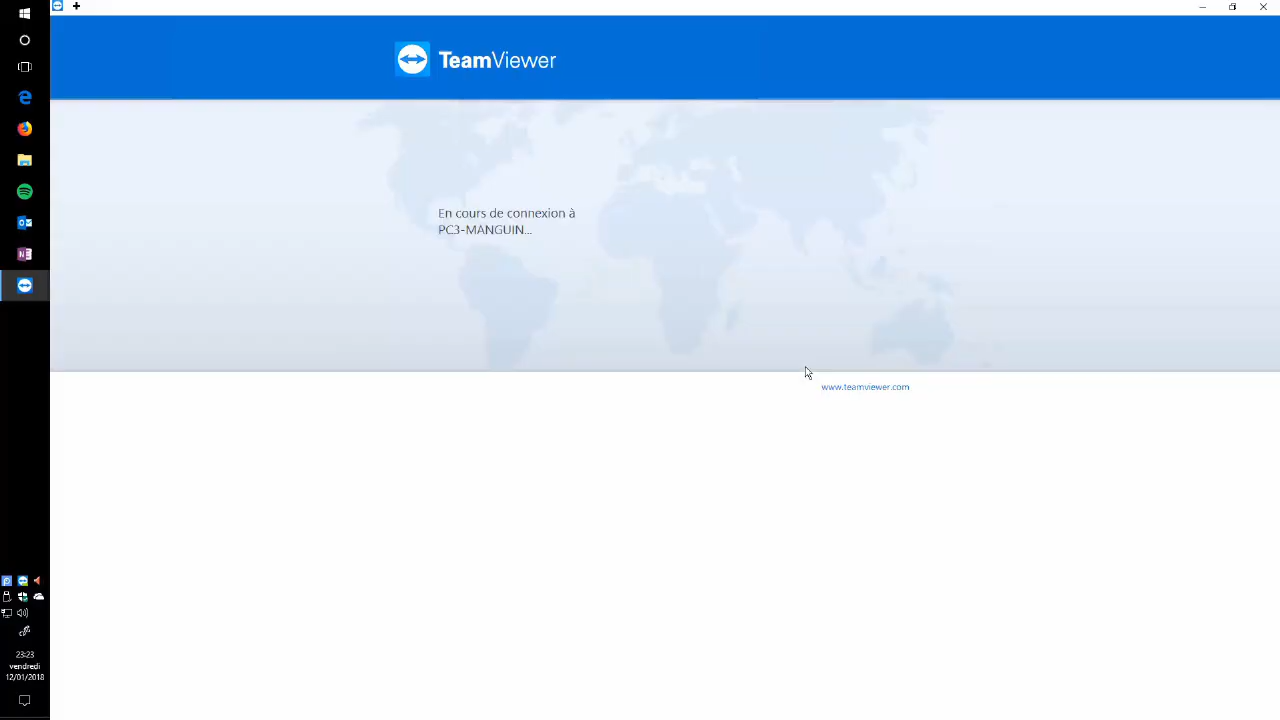 TeamViewer
En cours de connexion à
PC3-MANGUIN...
www.teamviewer.com
23:23
vendredi
12/01/2018